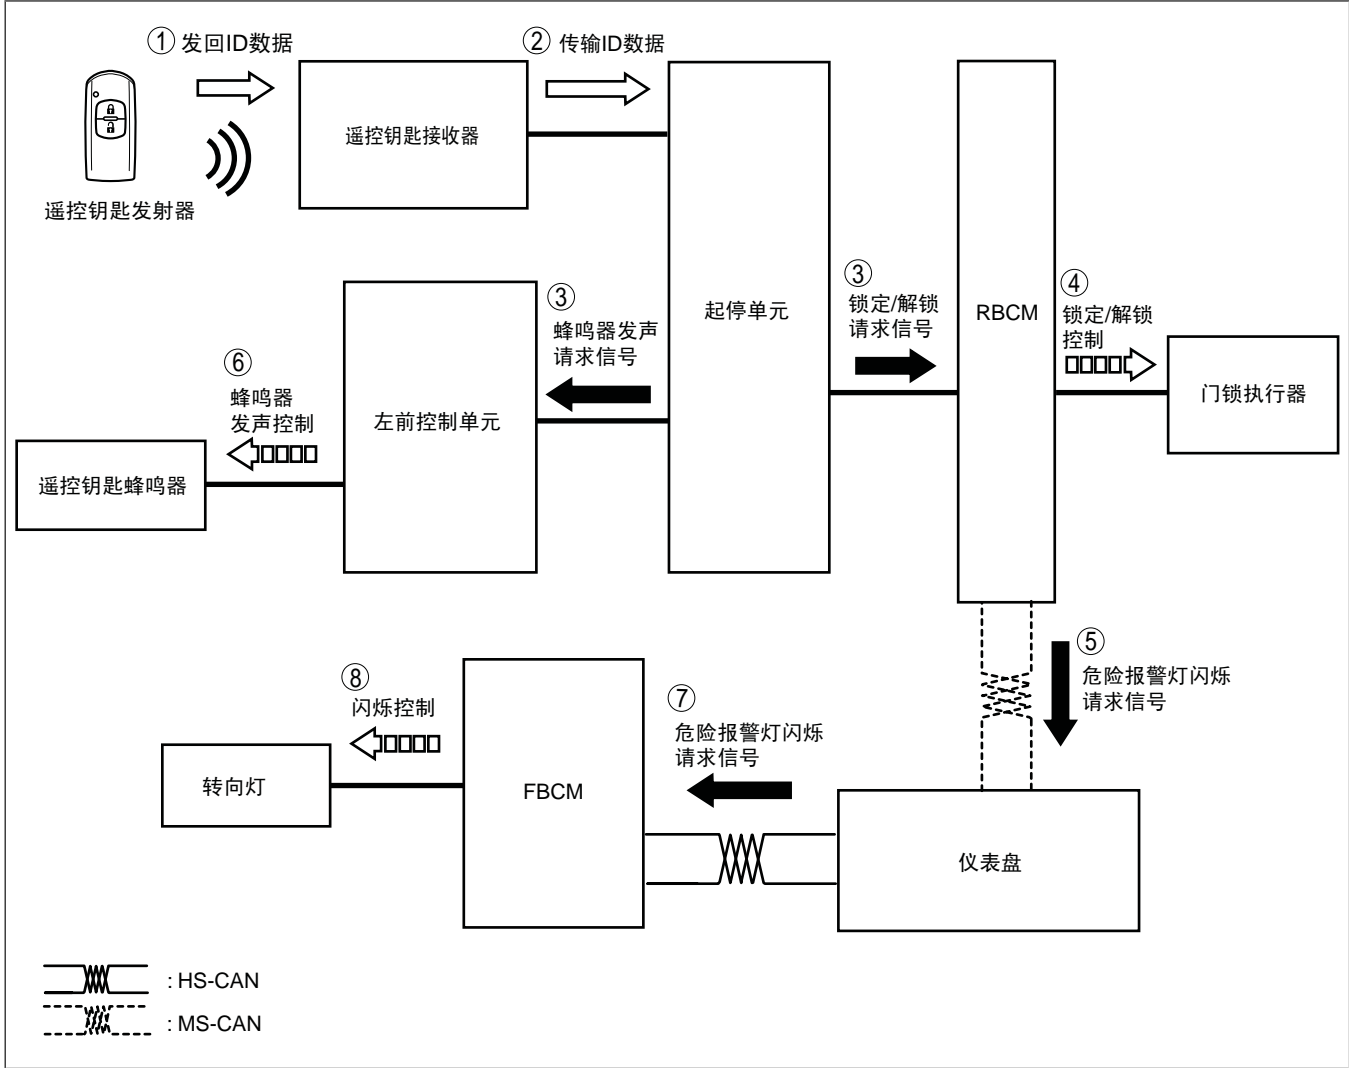 ① 发回ID数据
② 传输ID数据
遥控钥匙发射器
遥控钥匙接收器
起停单元
RBCM
③
锁定/解锁
请求信号
④
锁定/解锁
控制
门锁执行器
③
蜂鸣器发声
请求信号
左前控制单元
⑥
蜂鸣器
发声控制
遥控钥匙蜂鸣器
⑤
危险报警灯闪烁
请求信号
⑦
危险报警灯闪烁
请求信号
⑧
闪烁控制
转向灯
FBCM
仪表盘
: HS-CAN
: MS-CAN